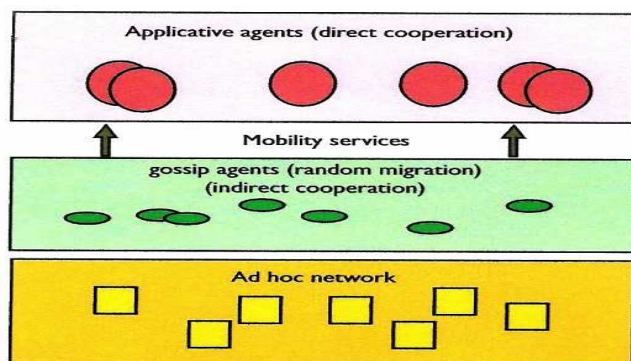 Applicative agents (direct cooperation)
Mobility services
gossip agents (random migration)
(indirect cooperation)
Ad hoc network